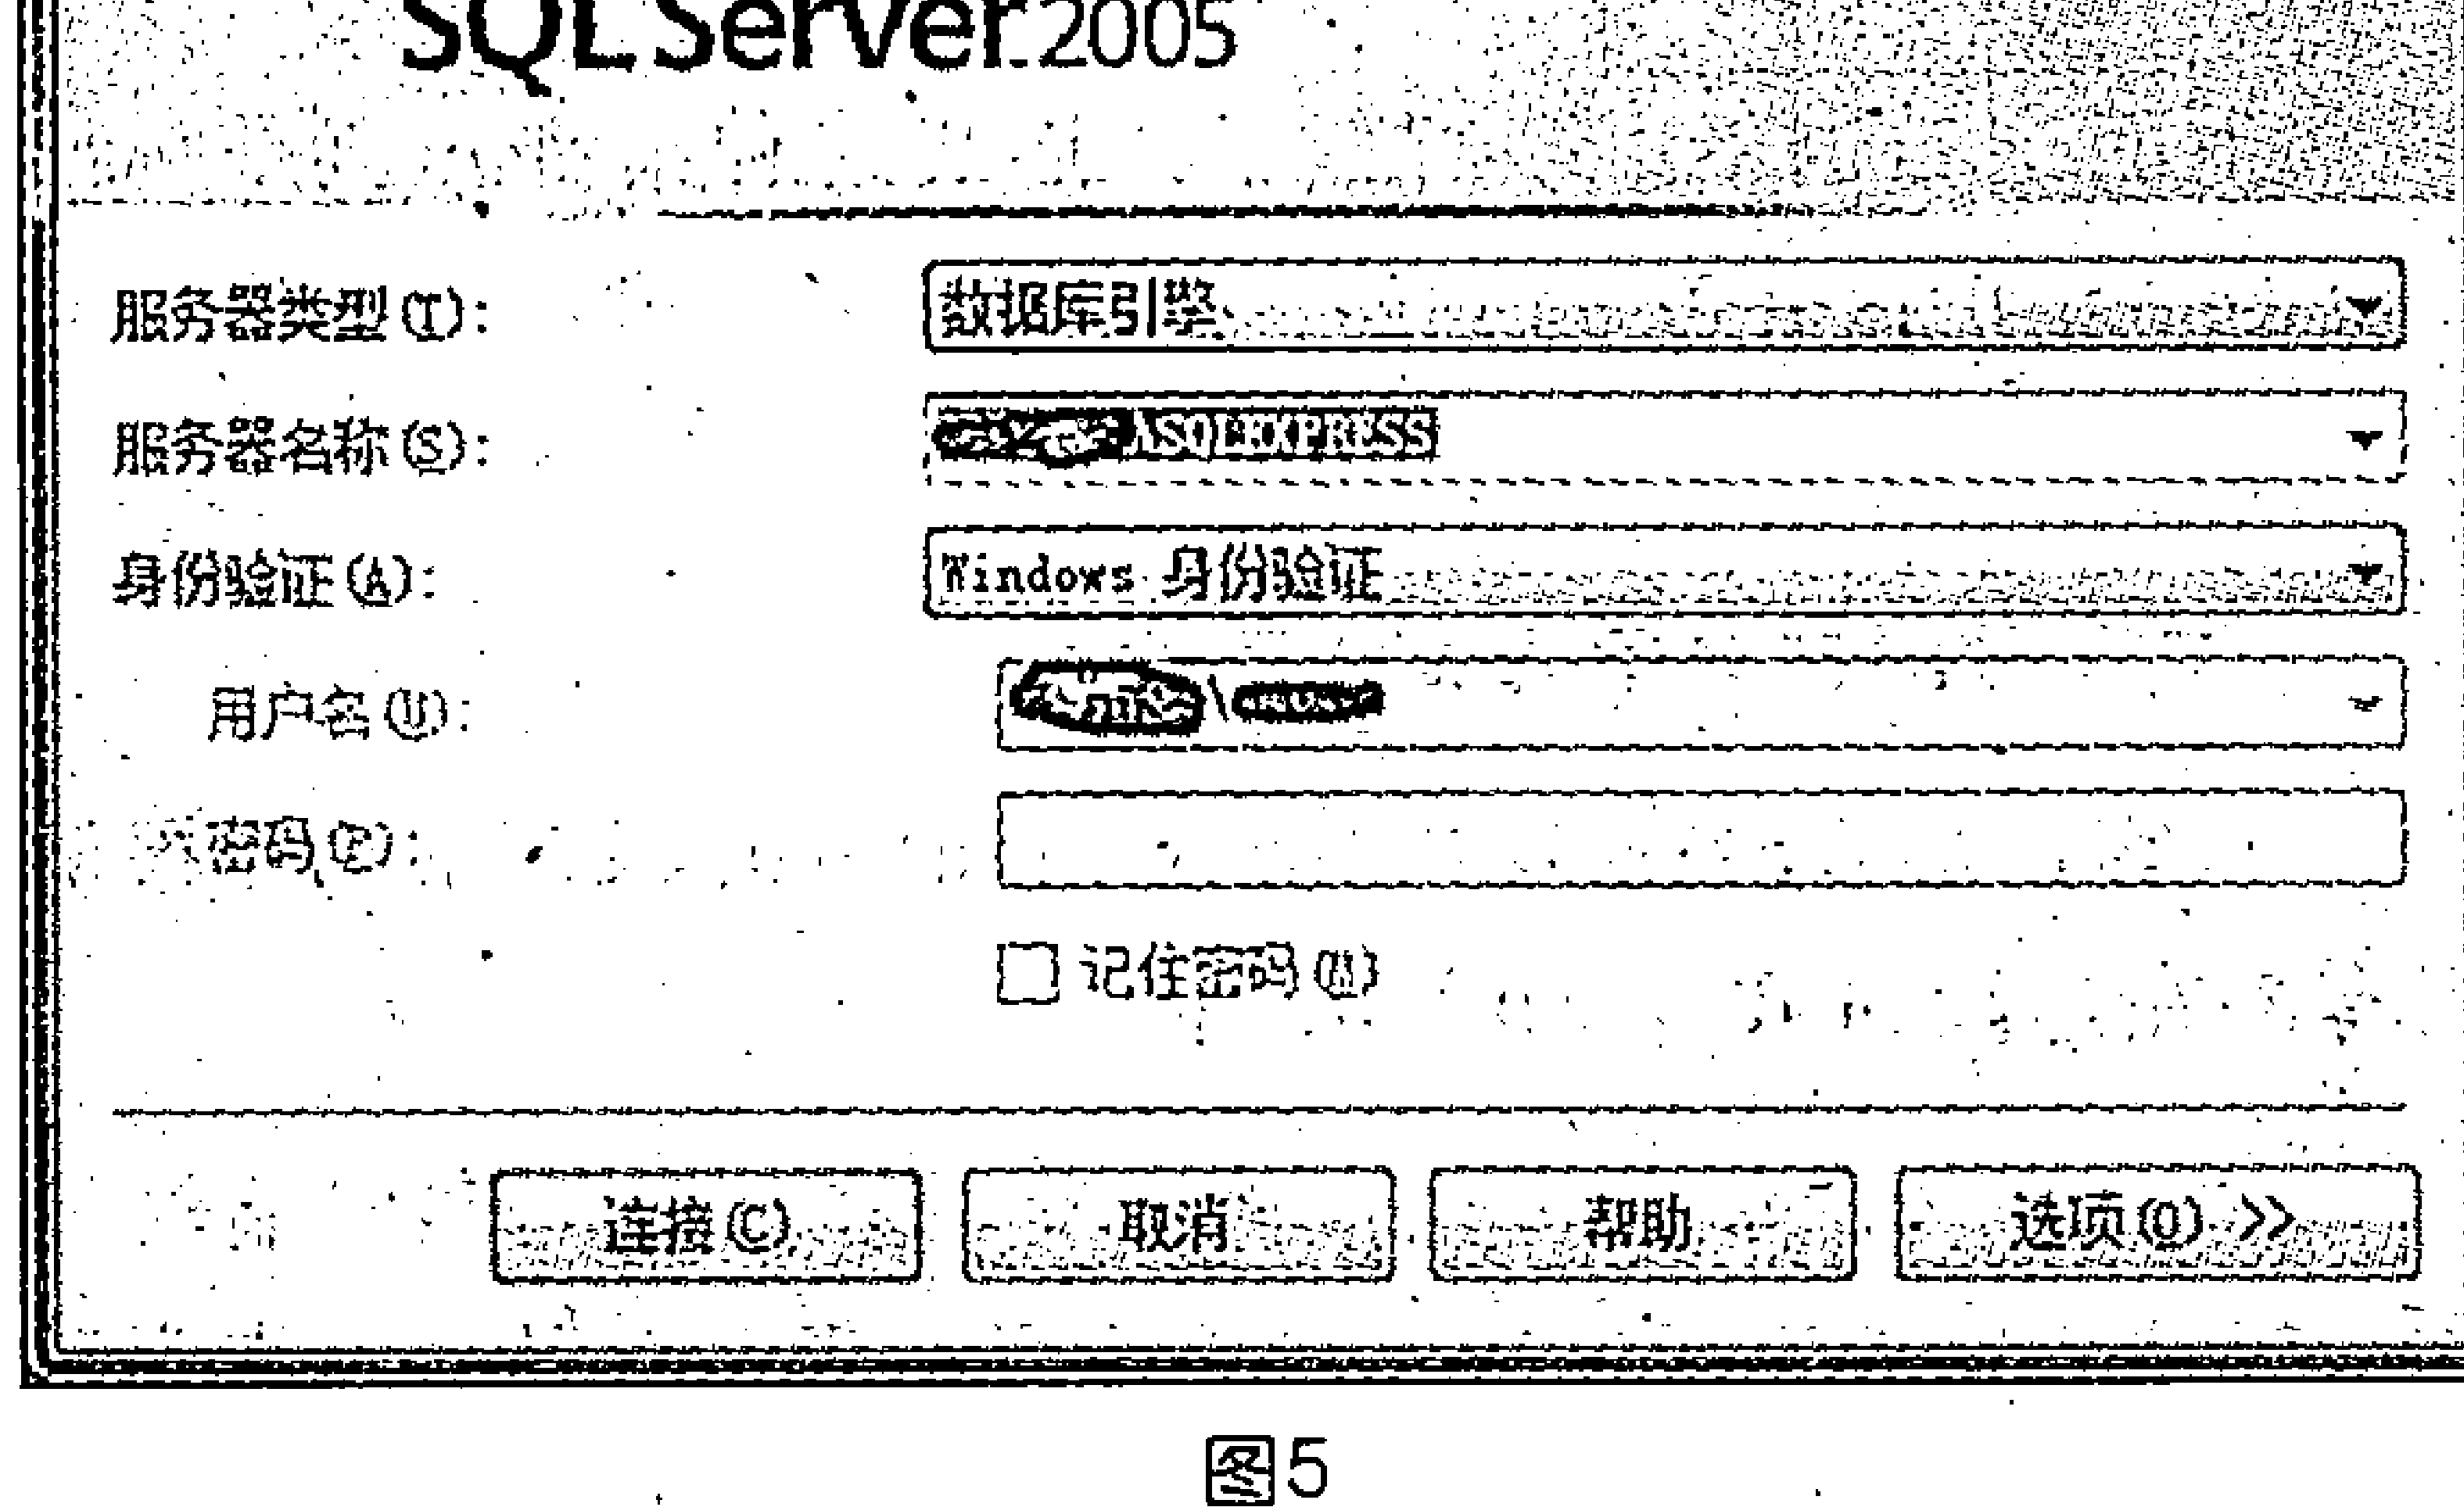 SQL Server 2005
服务器类型(T): 数据库引擎
服务器名称(S): \SQLEXPRESS
身份验证(A): Windows 身份验证
用户名(U): \
密码(P):
记住密码(M)
连接(C) 取消 帮助 选项(O) >>
图5